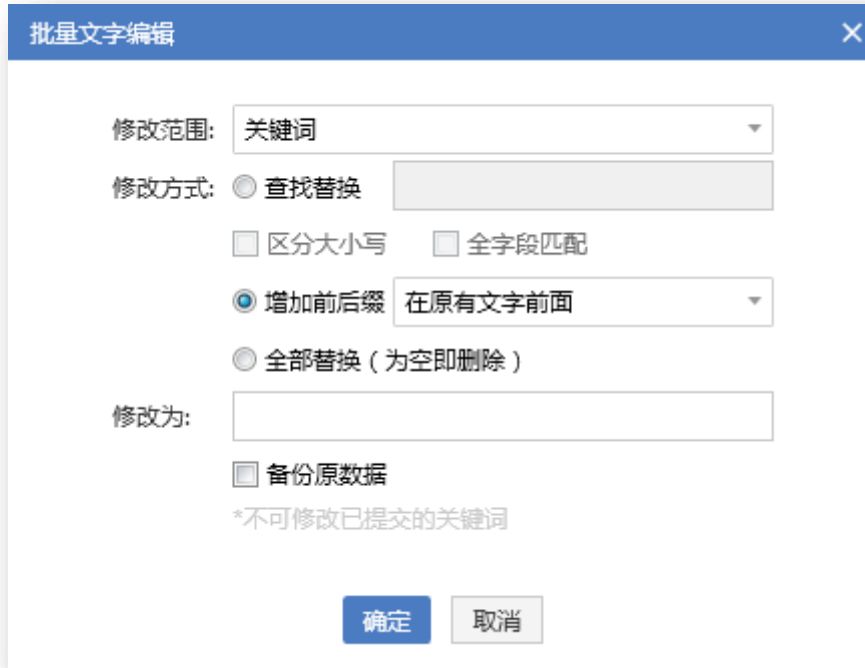 批量文字编辑
修改范围: 关键词
修改方式: 查找替换
区分大小写 全字段匹配
增加前后缀 在原有文字前面
全部替换 ( 为空即删除 )
修改为:
备份原数据
*不可修改已提交的关键词
确定 取消